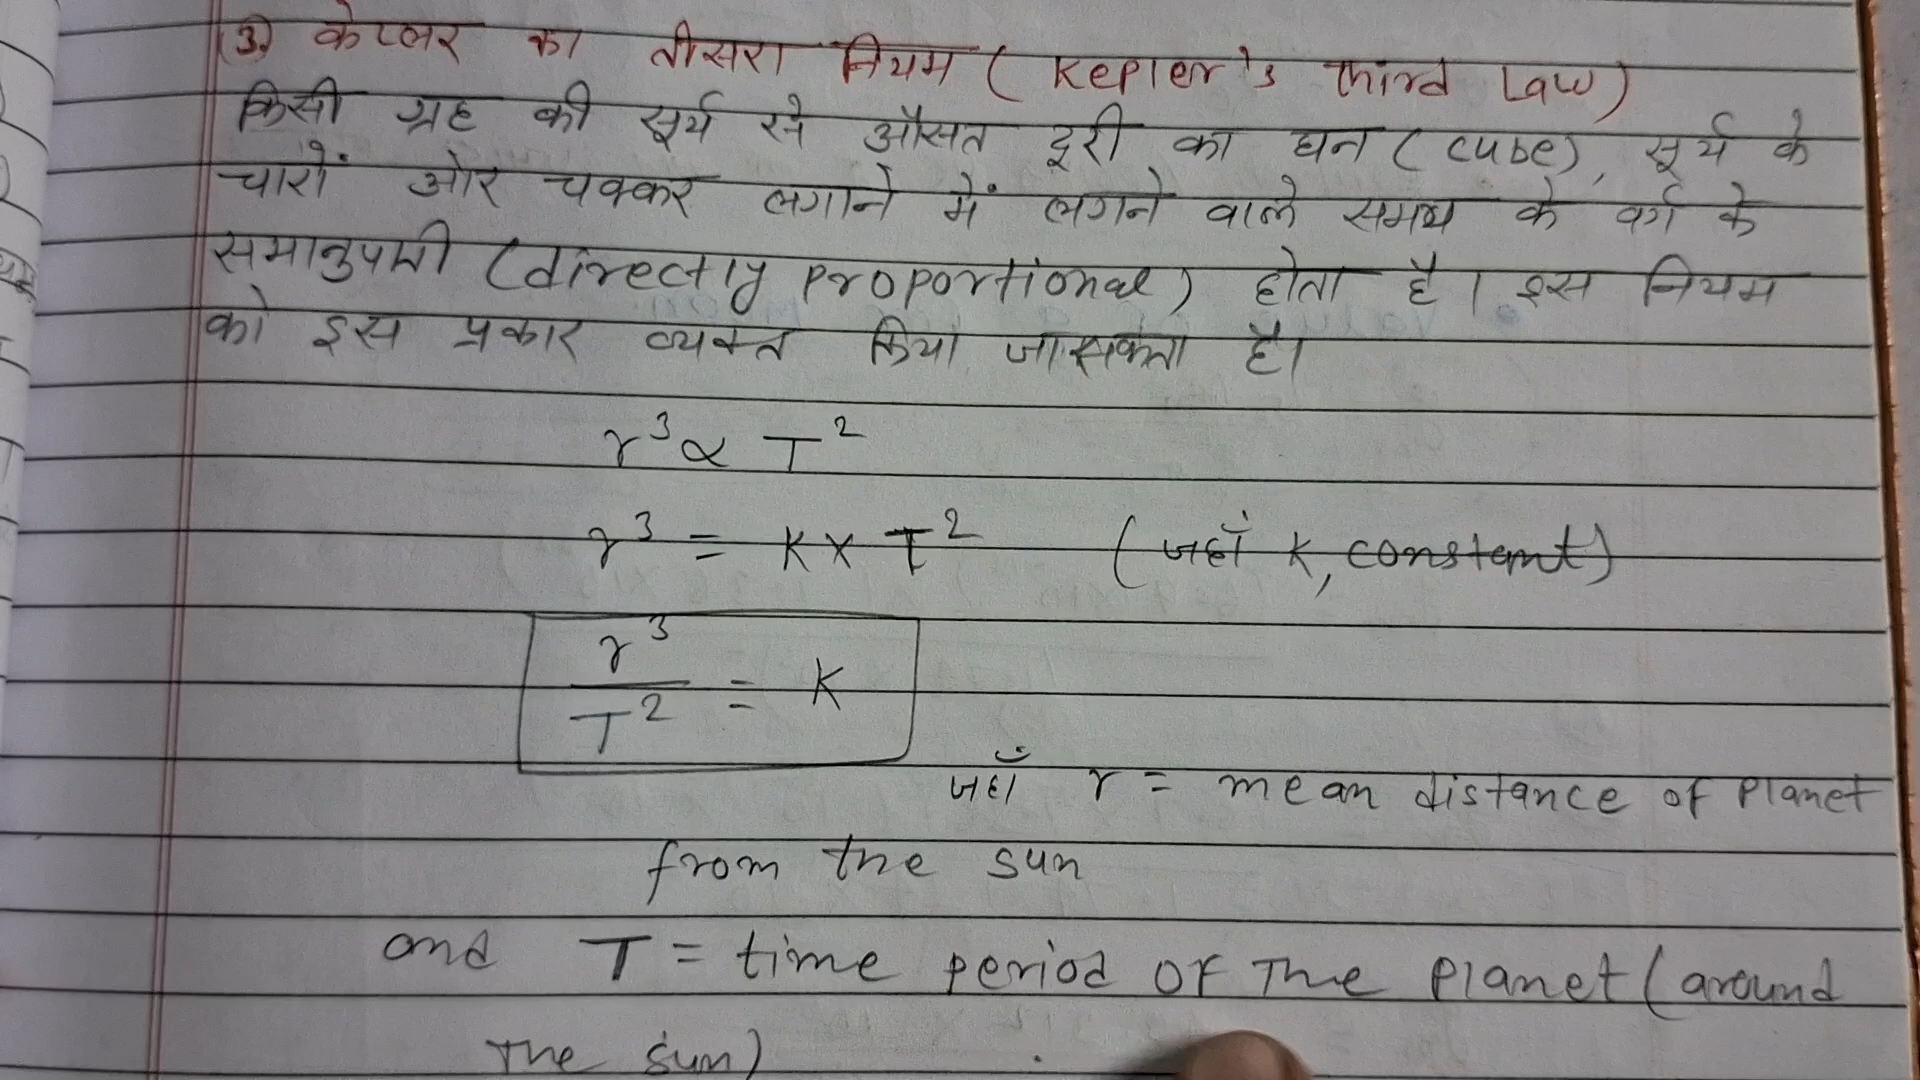 (3) केप्लर का तीसरा नियम ( Kepler's Third Law)
किसी ग्रह की सूर्य से औसत दूरी का घन ( cube), सूर्य के
चारों ओर चक्कर लगाने में लगने वाले समय के वर्ग के
समानुपाती (directly proportional) होता है। इस नियम
को इस प्रकार व्यक्त किया जा सकता है।
r³ ∝ T²
r³ = K × T² (जहाँ K, constant)
r³
T² = K
जहाँ r = mean distance of Planet
from the sun
and T = time period of The Planet (around
The sun)